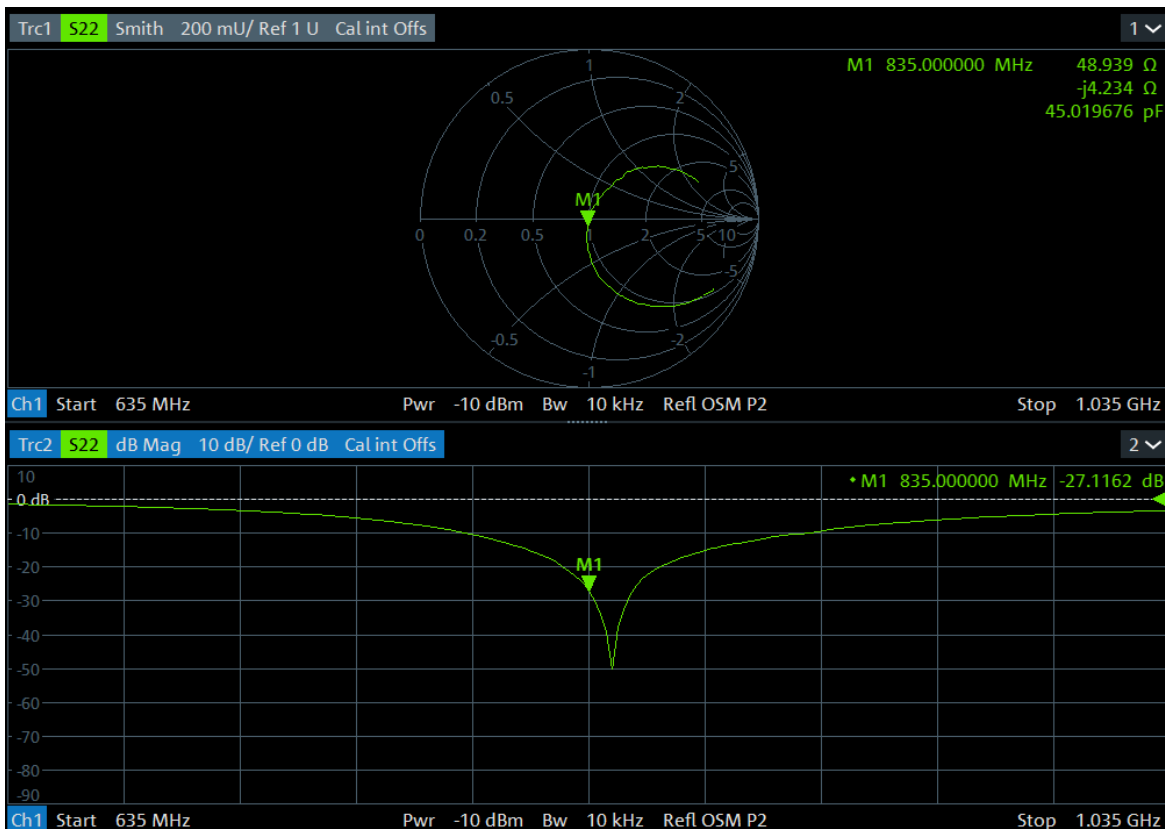 Trc1 S22 Smith 200 mU/ Ref 1 U Cal int Offs 1
M1 835.000000 MHz 48.939 Ω
-j4.234 Ω
45.019676 pF
1
0.5 2
5
M1
0 0.2 0.5 1 2 5 10
-5
-0.5 -2
-1
Ch1 Start 635 MHz Pwr -10 dBm Bw 10 kHz Refl OSM P2 Stop 1.035 GHz
Trc2 S22 dB Mag 10 dB/ Ref 0 dB Cal int Offs 2
10
• M1 835.000000 MHz -27.1162 dB
0 dB
-10
-20
M1
-30
-40
-50
-60
-70
-80
-90
Ch1 Start 635 MHz Pwr -10 dBm Bw 10 kHz Refl OSM P2 Stop 1.035 GHz